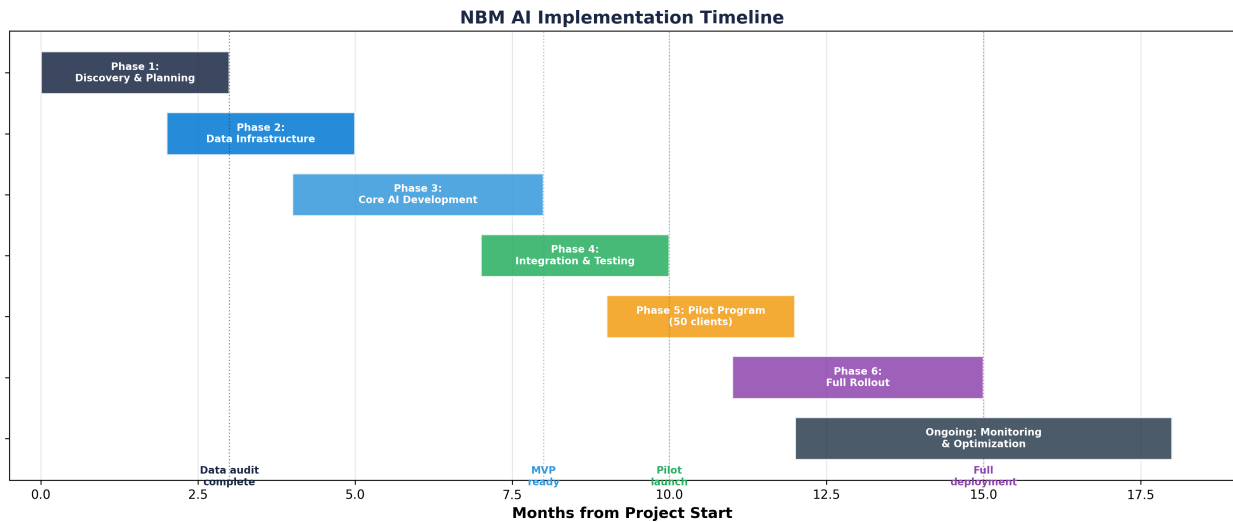 NBM AI Implementation Timeline
Phase 1:
Discovery & Planning
Phase 2:
Data Infrastructure
Phase 3:
Core AI Development
Phase 4:
Integration & Testing
Phase 5: Pilot Program
(50 clients)
Phase 6:
Full Rollout
Ongoing: Monitoring
& Optimization
Data audit
complete
MVP
ready
Pilot
launch
Full
deployment
0.0 2.5 5.0 7.5 10.0 12.5 15.0 17.5
Months from Project Start